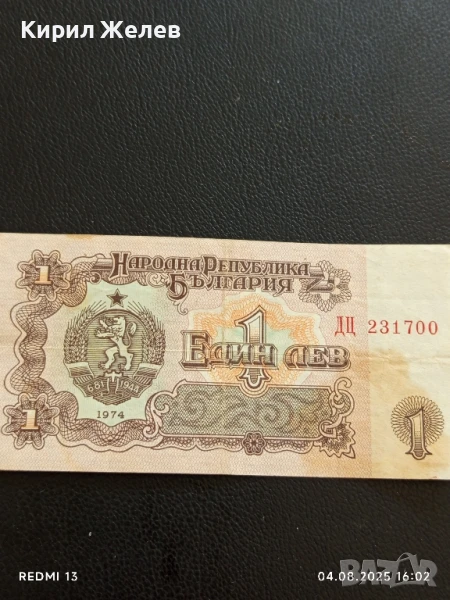 Кирил Желев
1
НАРОДНА РЕПУБЛИКА
БЪЛГАРИЯ
ДЦ 231700
1
ЕДИН ЛЕВ
681 1944
1974
1
1
REDMI 13
04.08.2025 16:02
BAZAR